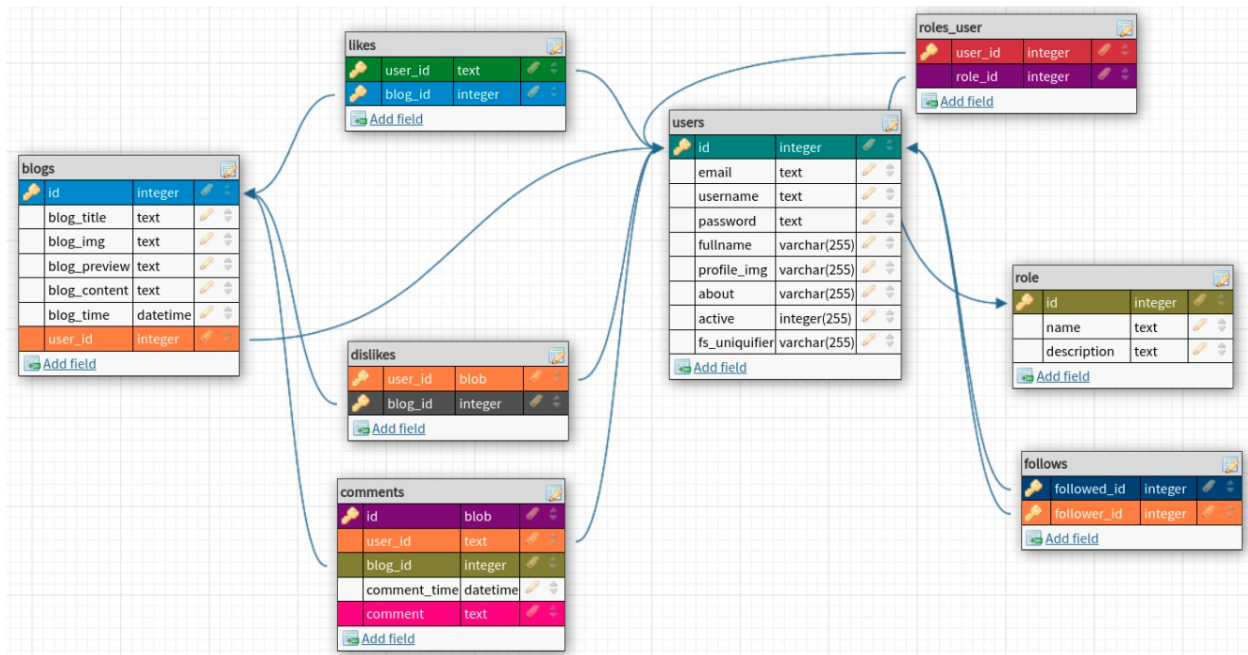 likes
user_id text
blog_id integer
Add field
roles_user
user_id integer
role_id integer
Add field
users
id integer
email text
username text
password text
fullname varchar(255)
profile_img varchar(255)
about varchar(255)
active integer(255)
fs_uniquifier varchar(255)
Add field
blogs
id integer
blog_title text
blog_img text
blog_preview text
blog_content text
blog_time datetime
user_id integer
Add field
role
id integer
name text
description text
Add field
dislikes
user_id blob
blog_id integer
Add field
follows
followed_id integer
follower_id integer
Add field
comments
id blob
user_id text
blog_id integer
comment_time datetime
comment text
Add field